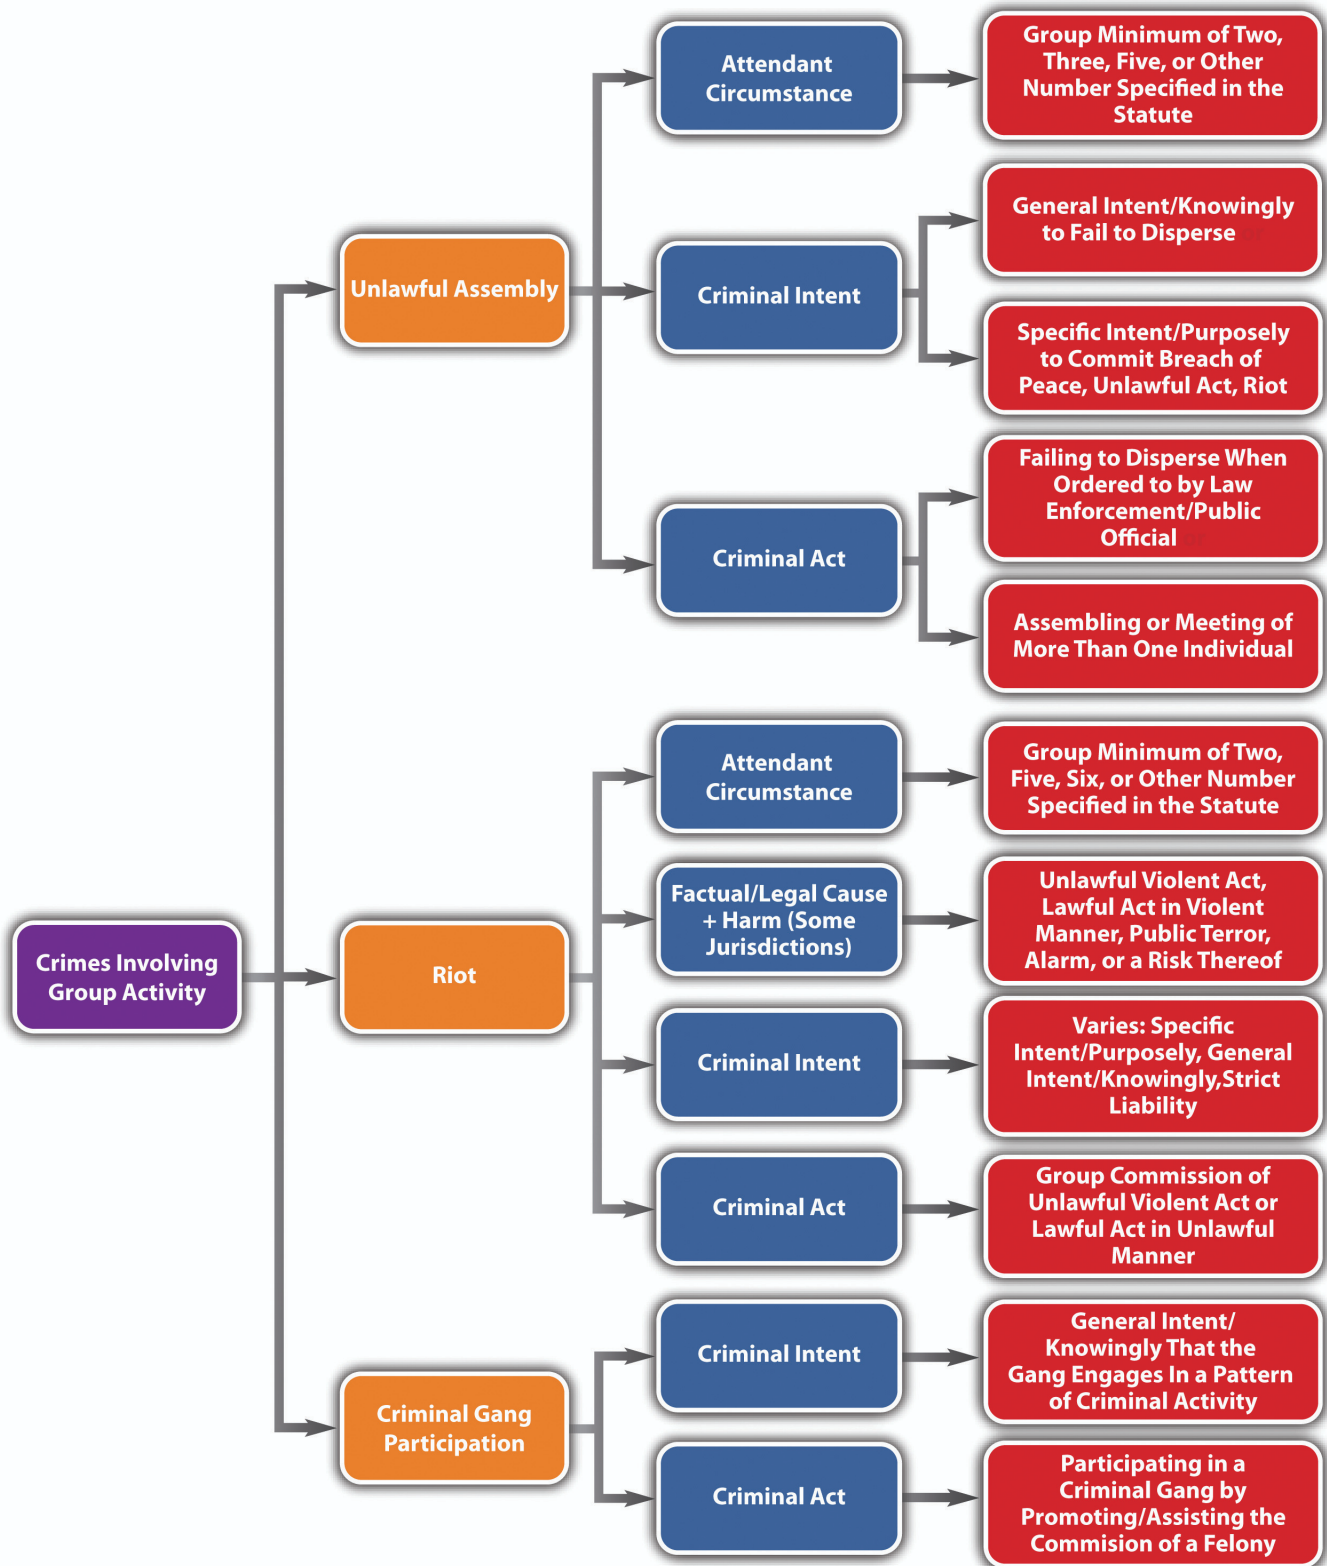 Crimes Involving
Group Activity
Unlawful Assembly
Attendant
Circumstance
Group Minimum of Two,
Three, Five, or Other
Number Specified in the
Statute
Criminal Intent
General Intent/Knowingly
to Fail to Disperse or
Specific Intent/Purposely
to Commit Breach of
Peace, Unlawful Act, Riot
Criminal Act
Failing to Disperse When
Ordered to by Law
Enforcement/Public
Official or
Assembling or Meeting of
More Than One Individual
Riot
Attendant
Circumstance
Group Minimum of Two,
Five, Six, or Other Number
Specified in the Statute
Factual/Legal Cause
+ Harm (Some
Jurisdictions)
Unlawful Violent Act,
Lawful Act in Violent
Manner, Public Terror,
Alarm, or a Risk Thereof
Criminal Intent
Varies: Specific
Intent/Purposely, General
Intent/Knowingly,Strict
Liability
Criminal Act
Group Commission of
Unlawful Violent Act or
Lawful Act in Unlawful
Manner
Criminal Gang
Participation
Criminal Intent
General Intent/
Knowingly That the
Gang Engages In a Pattern
of Criminal Activity
Criminal Act
Participating in a
Criminal Gang by
Promoting/Assisting the
Commision of a Felony